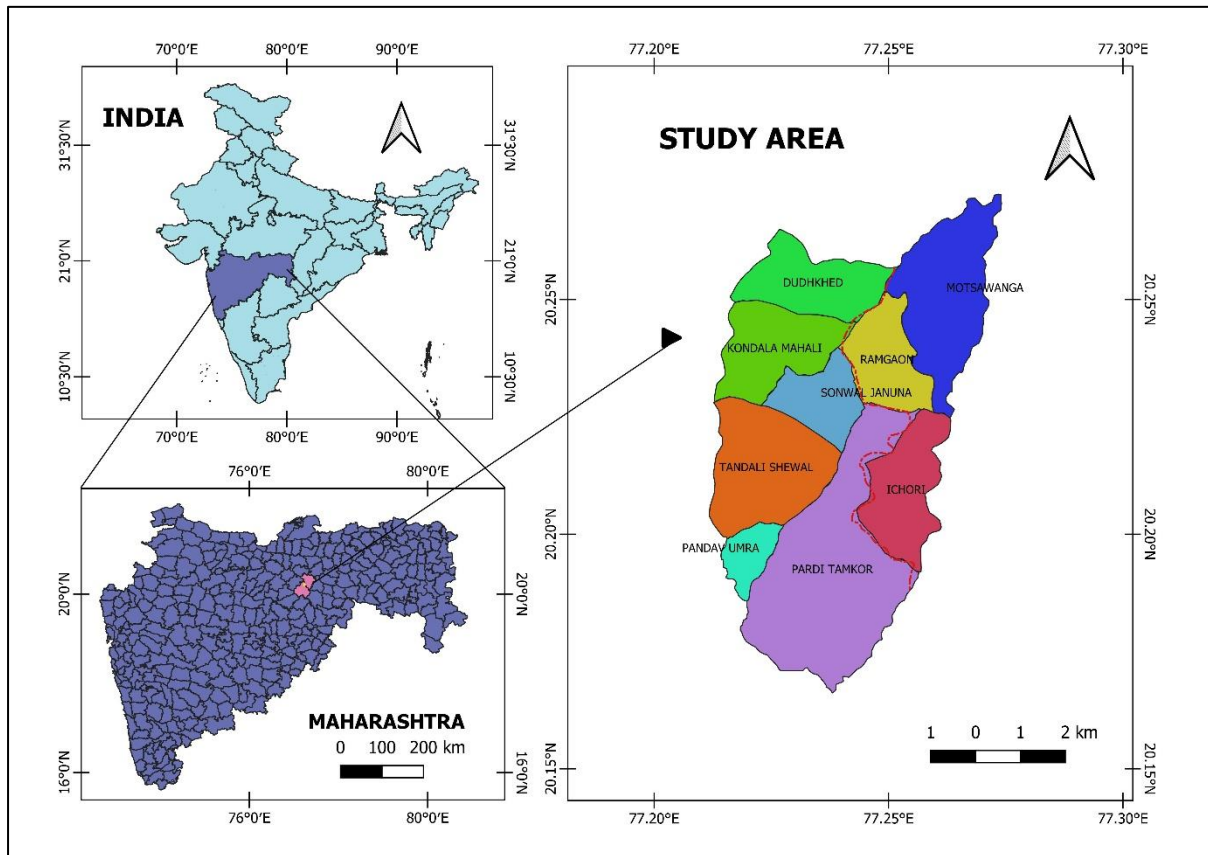 70°0'E 80°0'E 90°0'E
INDIA
31°30'N
31°30'N
21°0'N
21°0'N
10°30'N
10°30'N
70°0'E 80°0'E 90°0'E
76°0'E 80°0'E
20°0'N
20°0'N
16°0'N
16°0'N
MAHARASHTRA
0 100 200 km
76°0'E 80°0'E
77.20°E 77.25°E 77.30°E
STUDY AREA
20.25°N
20.25°N
20.20°N
20.20°N
20.15°N
20.15°N
DUDHKHED
MOTSAWANGA
KONDALA MAHALI
RAMGAON
SONWAL JANUNA
TANDALI SHEWAL
ICHORI
PANDAV UMRA
PARDI TAMKOR
1 0 1 2 km
77.20°E 77.25°E 77.30°E